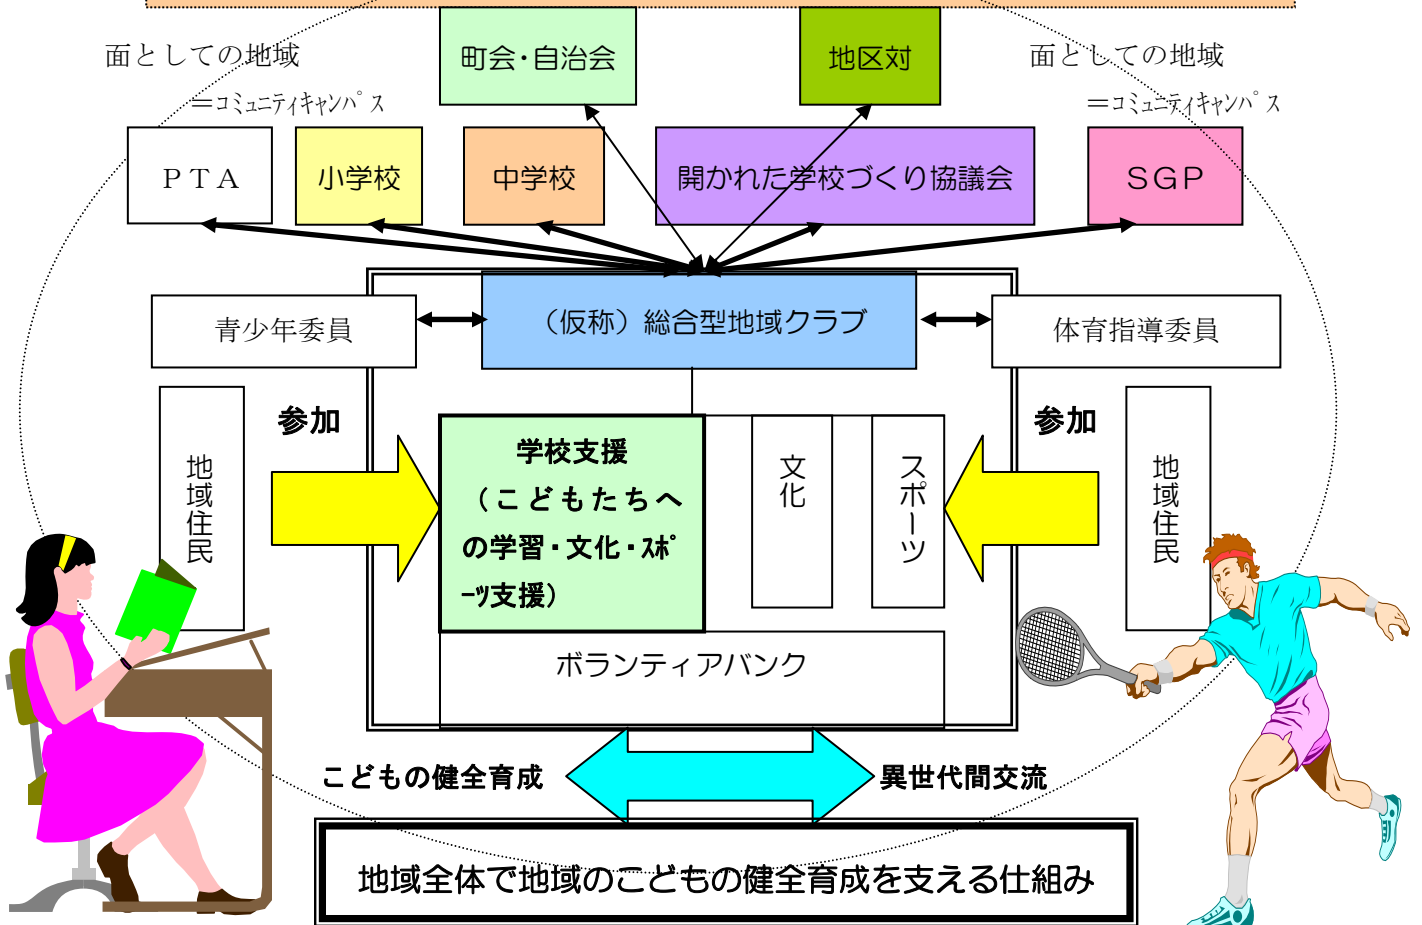 町会・自治会
地区対
面としての地域
＝コミュニティキャンパス
面としての地域
＝コミュニティキャンパス
ＰＴＡ
小学校
中学校
開かれた学校づくり協議会
ＳＧＰ
青少年委員
（仮称）総合型地域クラブ
体育指導委員
参加
参加
地域住民
学校支援
（こどもたちへ
の学習・文化・ｽﾎﾟ
ｰﾂ支援）
文化
スポーツ
地域住民
ボランティアバンク
こどもの健全育成
異世代間交流
地域全体で地域のこどもの健全育成を支える仕組み